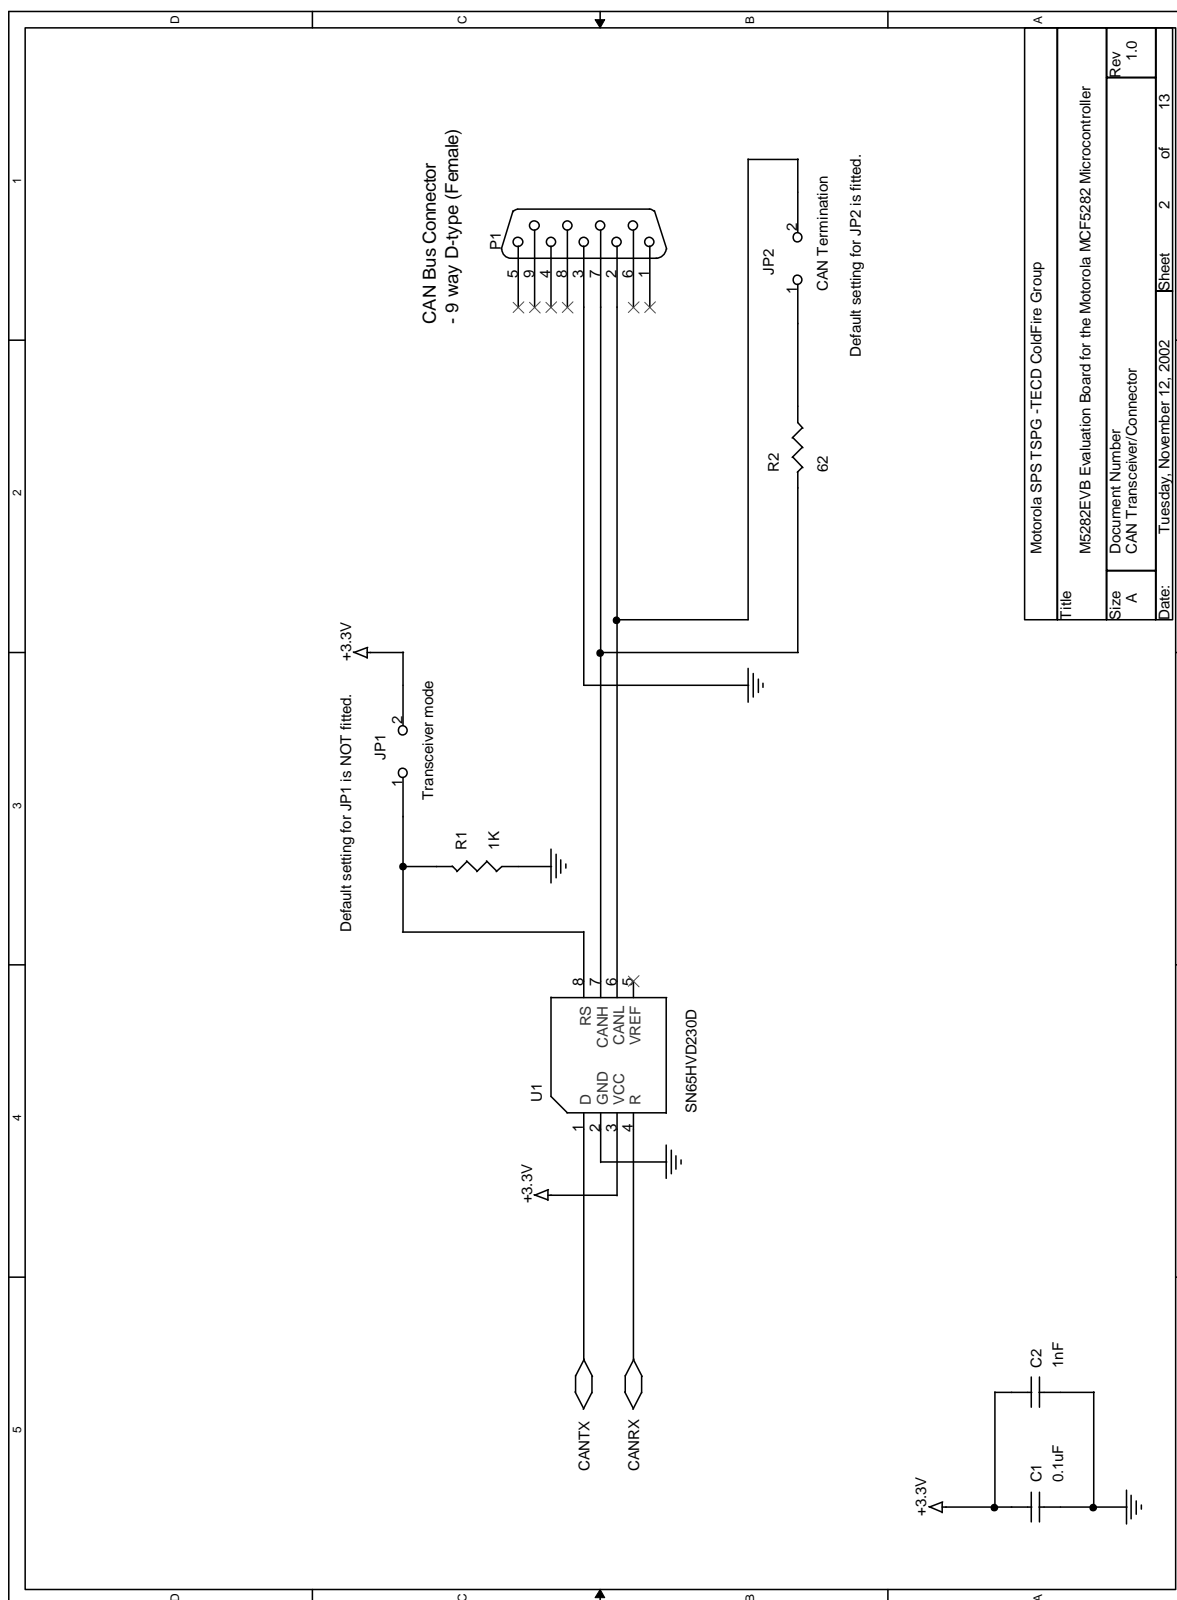 5
4
3
2
1
D
C
B
A
D
C
B
A
Default setting for JP1 is NOT fitted.
+3.3V
JP1
1
2
Transceiver mode
R1
1K
CAN Bus Connector
- 9 way D-type (Female)
P1
5
9
4
8
3
7
2
6
1
+3.3V
U1
CANTX
CANRX
1
2
3
4
D
GND
VCC
R
RS
CANH
CANL
VREF
8
7
6
5
SN65HVD230D
R2
62
JP2
1
2
CAN Termination
Default setting for JP2 is fitted.
+3.3V
C1
0.1uF
C2
1nF
Motorola SPS TSPG -TECD ColdFire Group
Title
M5282EVB Evaluation Board for the Motorola MCF5282 Microcontroller
Size
A
Document Number
CAN Transceiver/Connector
Rev
1.0
Date:
Tuesday, November 12, 2002
Sheet
2
of
13